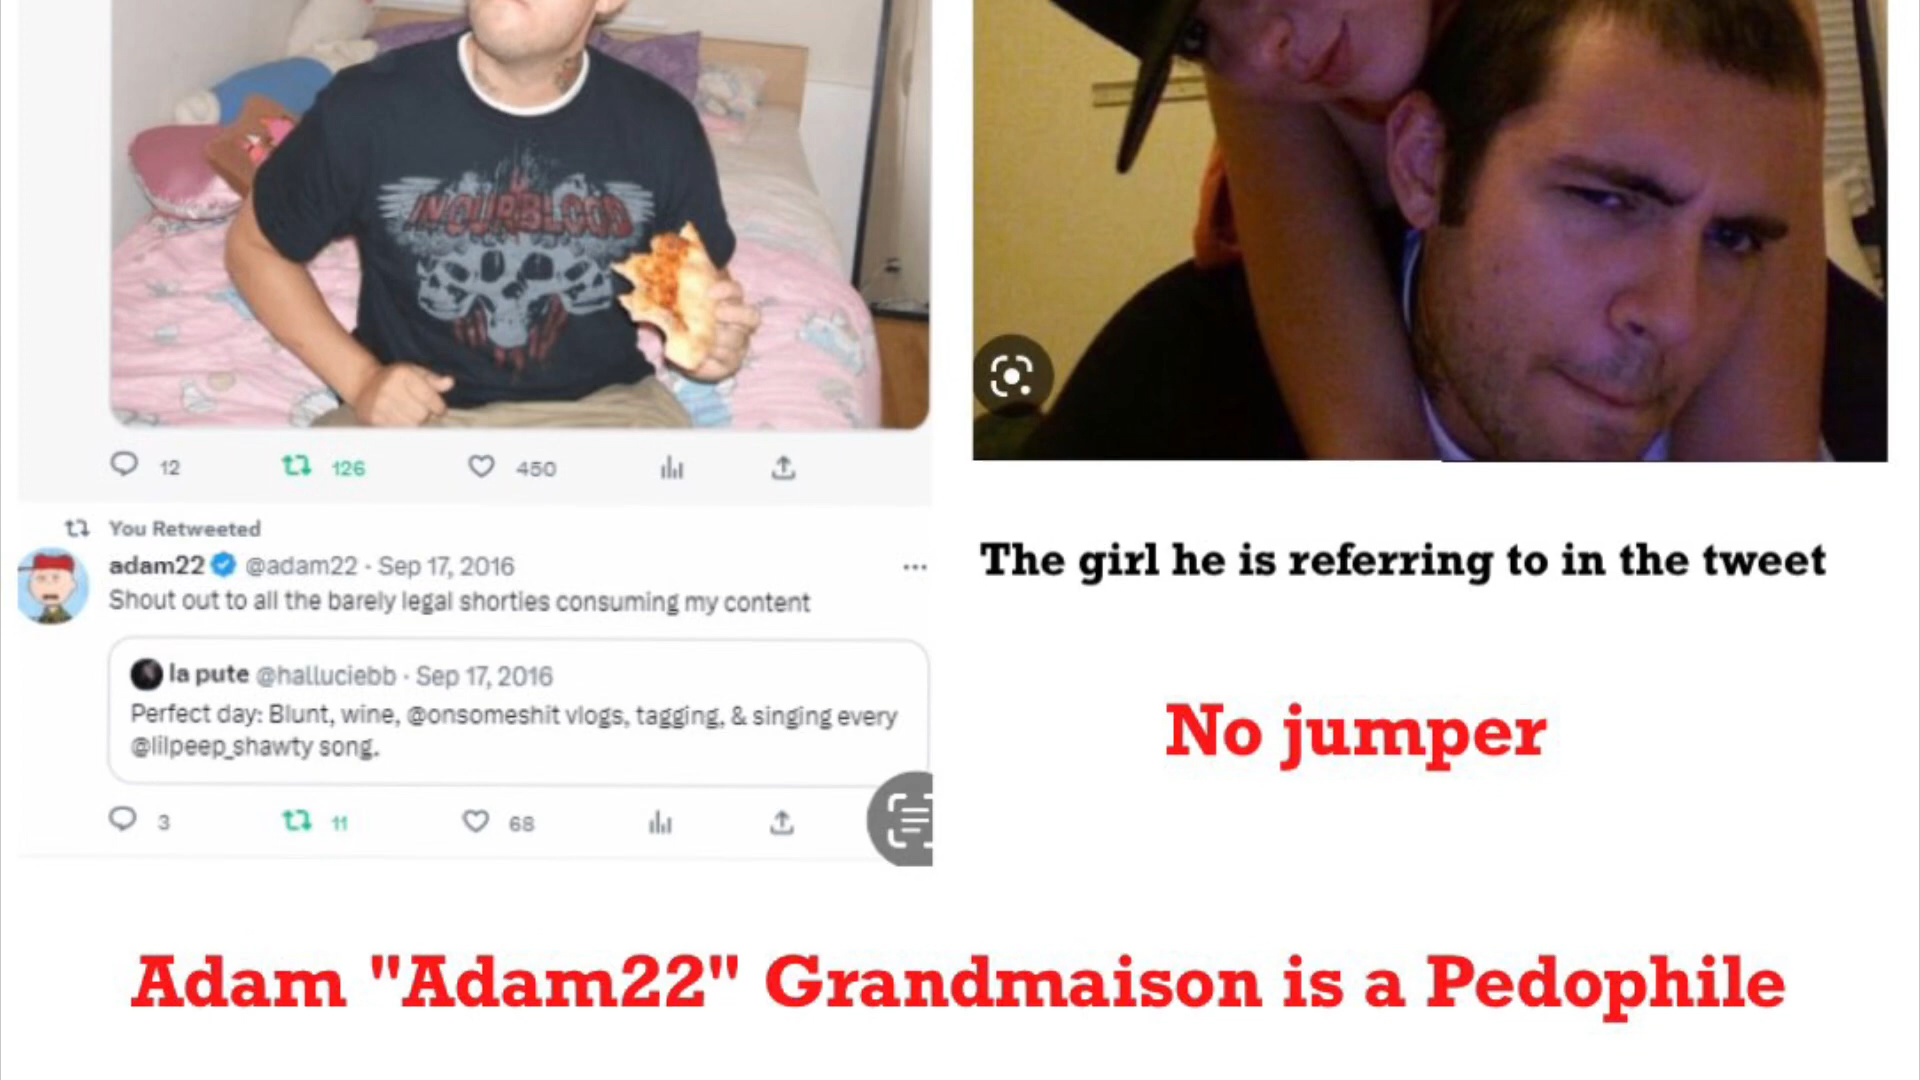 INOURBLOOD
12 126 450
You Retweeted
adam22 @adam22 · Sep 17, 2016
Shout out to all the barely legal shorties consuming my content
la pute @halluciebb · Sep 17, 2016
Perfect day: Blunt, wine, @onsomeshit vlogs, tagging, & singing every
@lilpeep_shawty song.
3 11 68
The girl he is referring to in the tweet
No jumper
Adam "Adam22" Grandmaison is a Pedophile